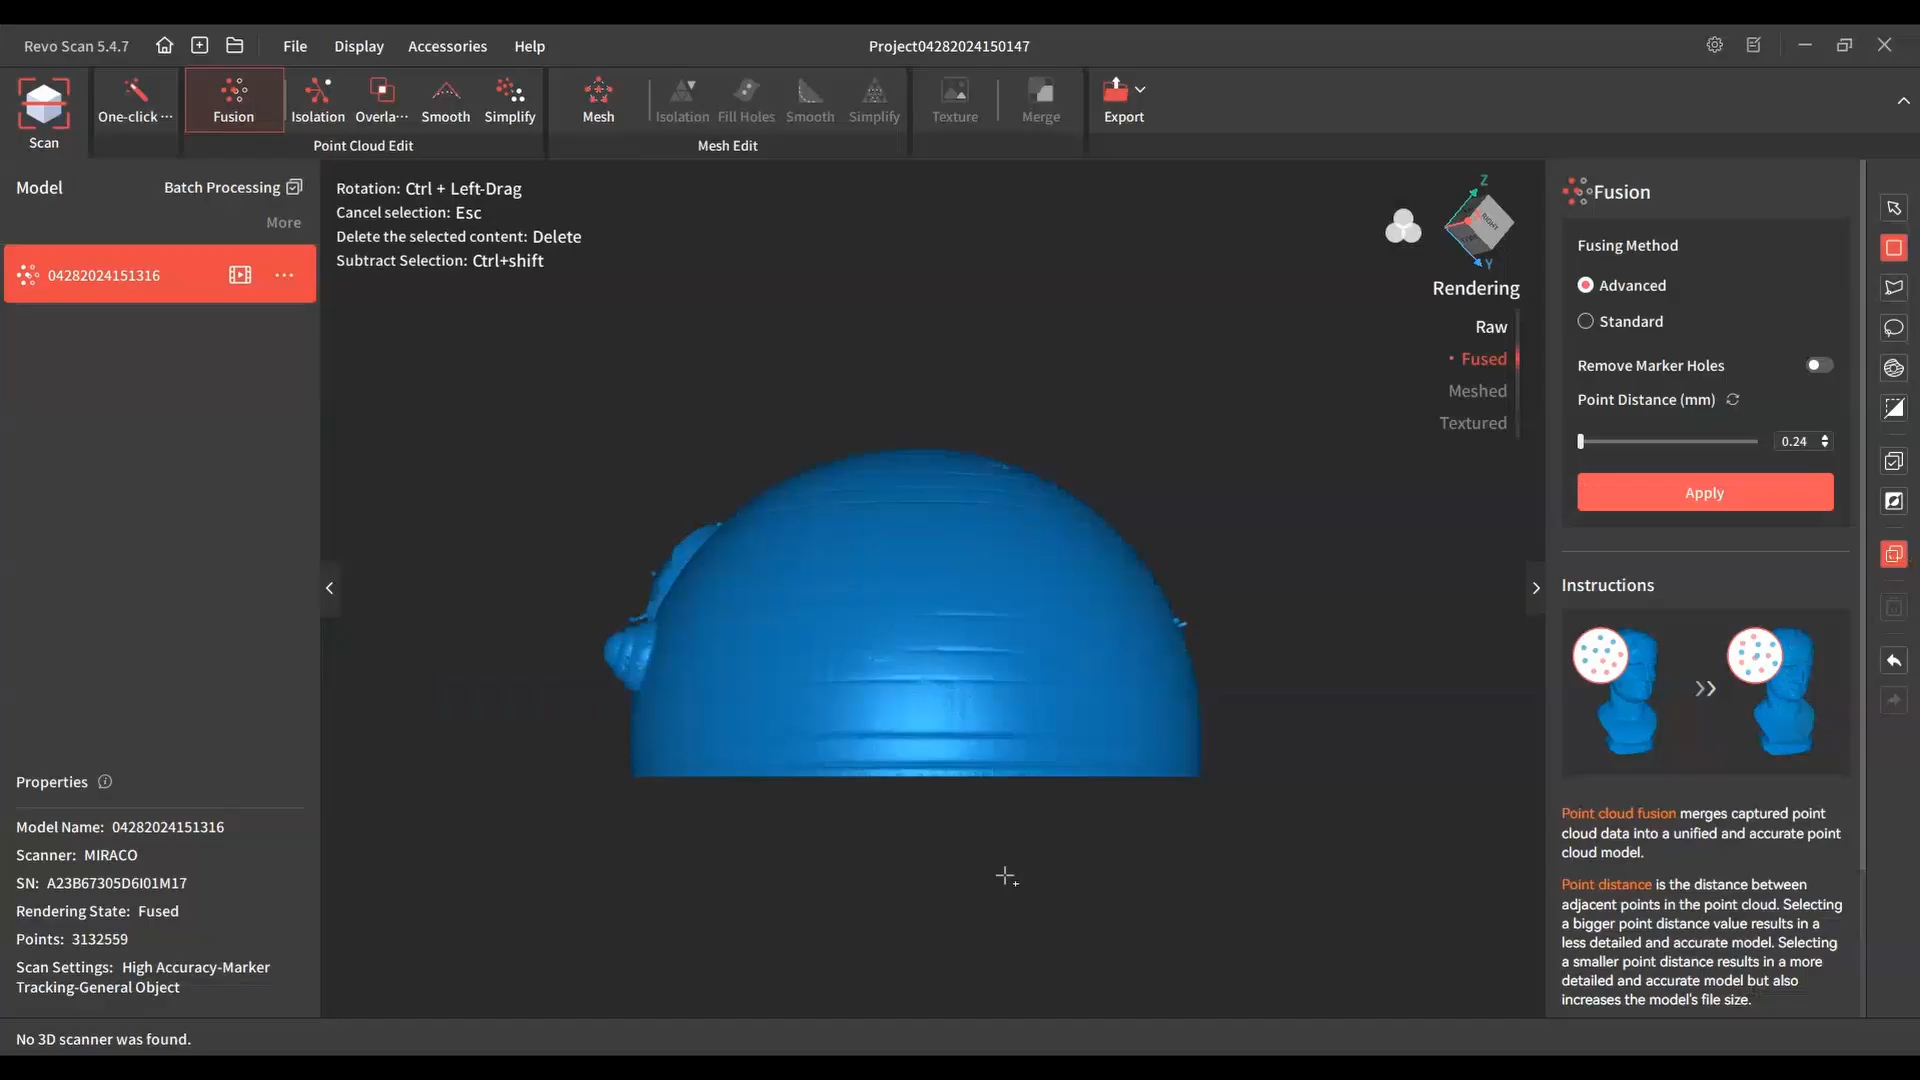 Revo Scan 5.4.7
File
Display
Accessories
Help
Project04282024150147
Scan
One-click ···
Fusion
Isolation
Overla···
Smooth
Simplify
Point Cloud Edit
Mesh
Isolation
Fill Holes
Smooth
Simplify
Mesh Edit
Texture
Merge
Export
Model
Batch Processing
More
04282024151316
Properties
Model Name: 04282024151316
Scanner: MIRACO
SN: A23B67305D6I01M17
Rendering State: Fused
Points: 3132559
Scan Settings: High Accuracy-Marker
Tracking-General Object
Rotation: Ctrl + Left-Drag
Cancel selection: Esc
Delete the selected content: Delete
Subtract Selection: Ctrl+shift
Z
RIGHT
Y
Rendering
Raw
Fused
Meshed
Textured
Fusion
Fusing Method
Advanced
Standard
Remove Marker Holes
Point Distance (mm)
0.24
Apply
Instructions
Point cloud fusion merges captured point
cloud data into a unified and accurate point
cloud model.
Point distance is the distance between
adjacent points in the point cloud. Selecting
a bigger point distance value results in a
less detailed and accurate model. Selecting
a smaller point distance results in a more
detailed and accurate model but also
increases the model's file size.
No 3D scanner was found.